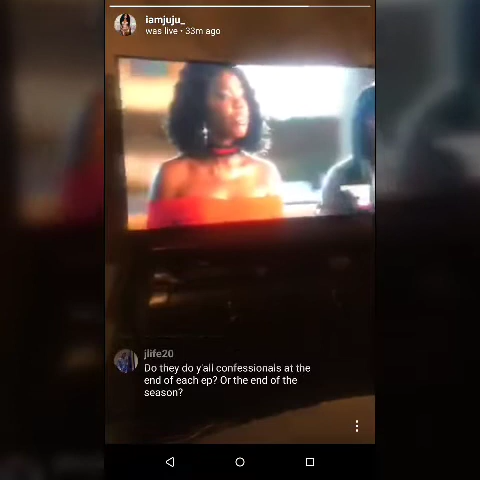 iamjuju_
was live • 33m ago
jlife20
Do they do y'all confessionals at the
end of each ep? Or the end of the
season?